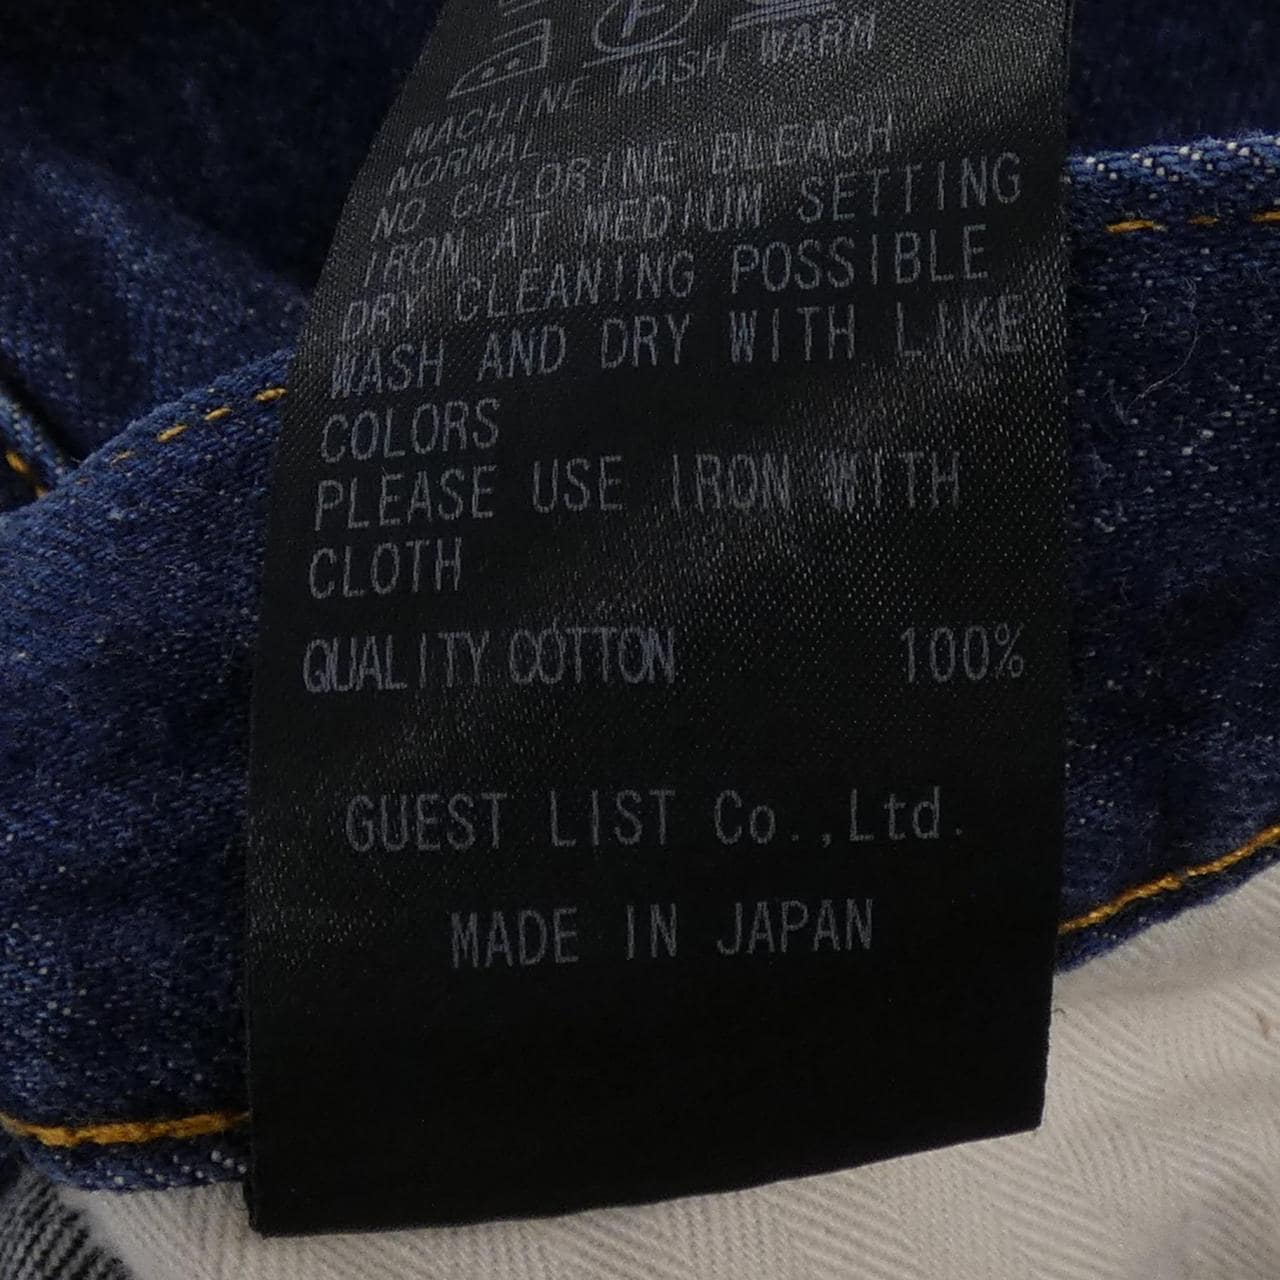 MACHINE WASH WARM
NORMAL
NO CHLORINE BLEACH
IRON AT MEDIUM SETTING
DRY CLEANING POSSIBLE
WASH AND DRY WITH LIKE
COLORS
PLEASE USE IRON WITH
CLOTH
QUALITY COTTON 100%
GUEST LIST Co.,Ltd.
MADE IN JAPAN